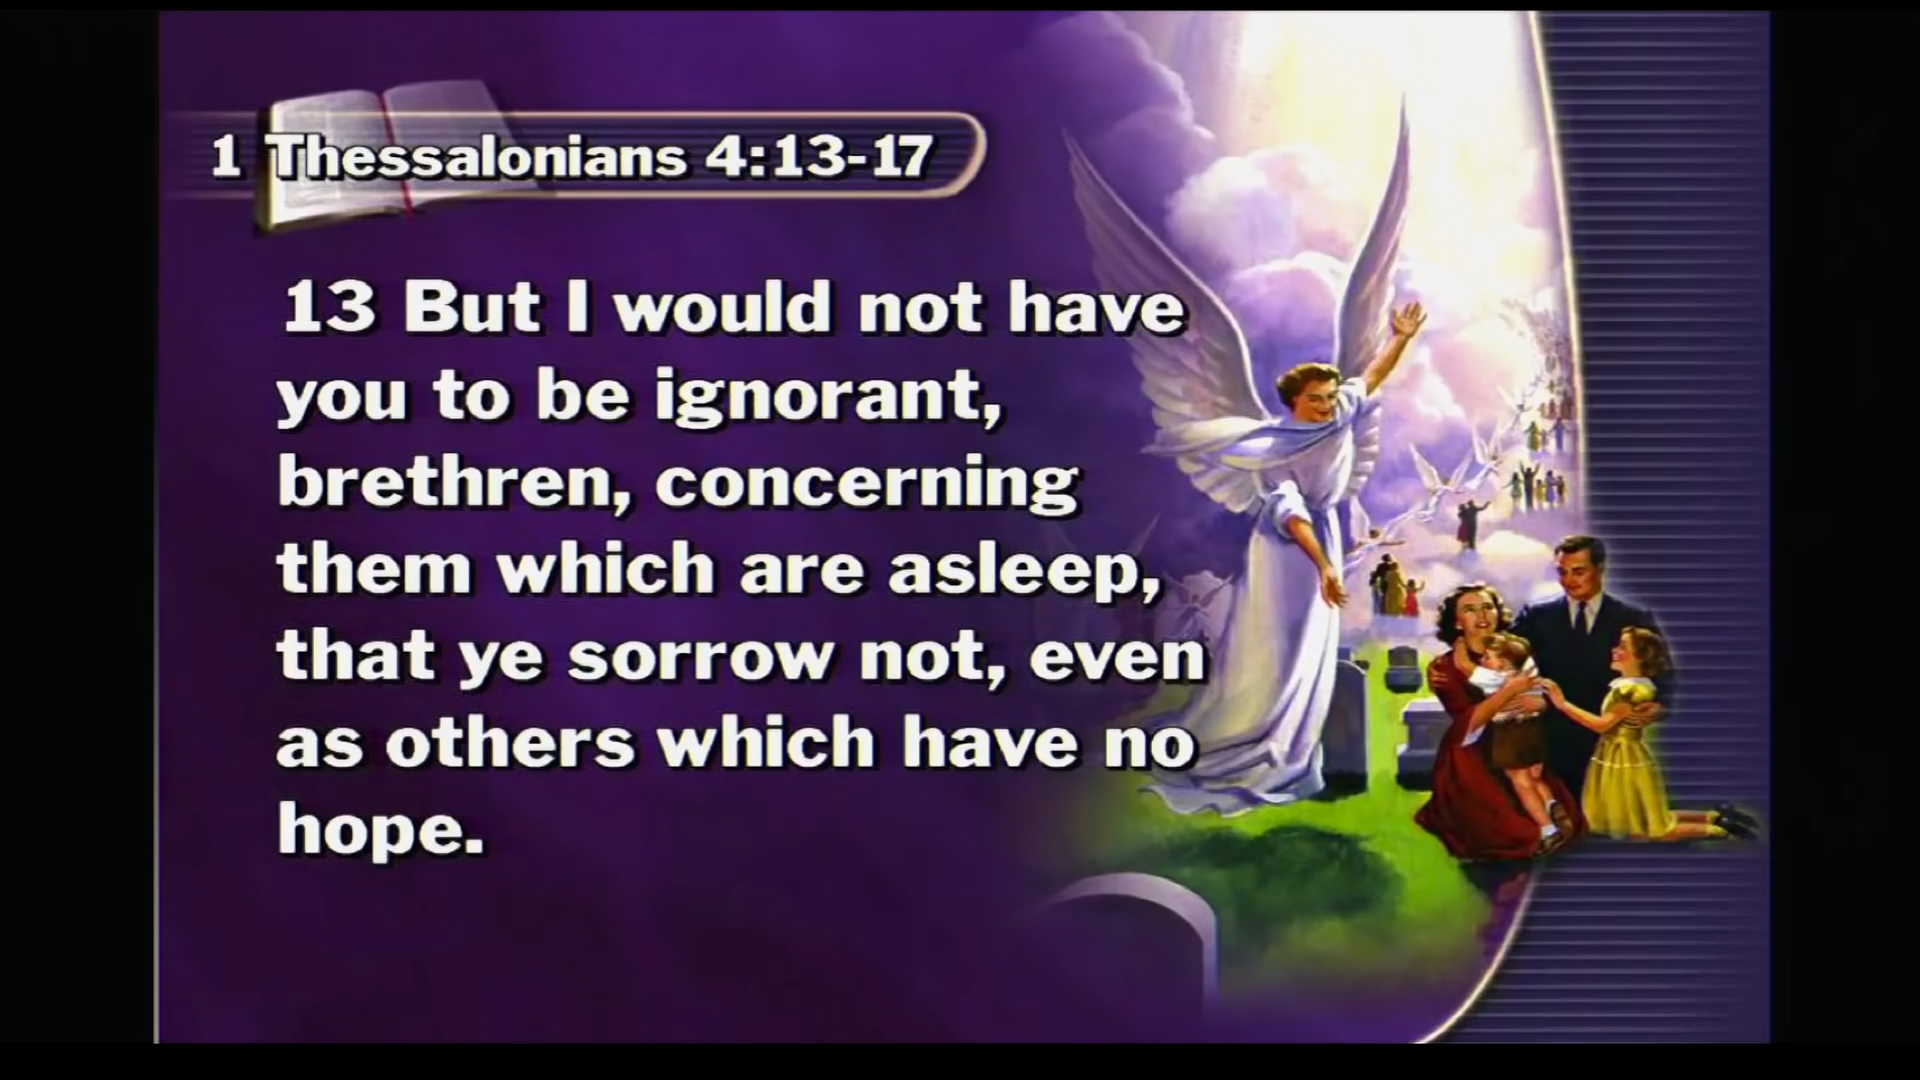 1 Thessalonians 4:13-17
13 But I would not have
you to be ignorant,
brethren, concerning
them which are asleep,
that ye sorrow not, even
as others which have no
hope.